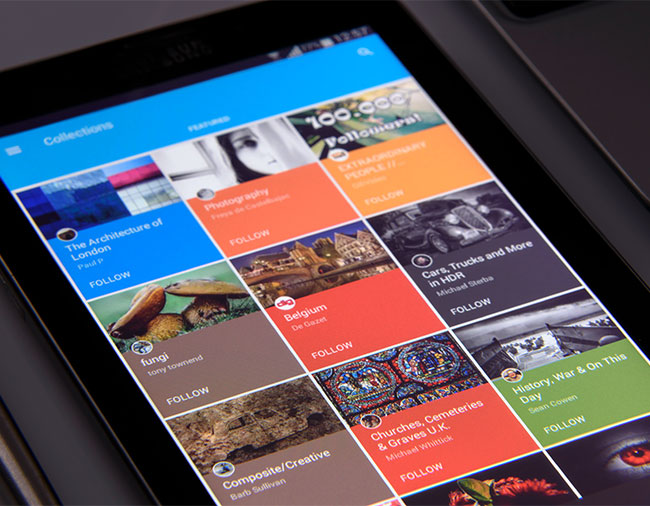 SAMSUNG
12:57
Collections
FEATURED
100.000
Followers!
The Architecture of
London
Paul P
FOLLOW
Photography
Freya de Castelbajac
FOLLOW
EXTRAORDINARY
PEOPLE // ...
FOLLOW
fungi
tony townend
FOLLOW
Belgium
De Gazet
FOLLOW
Cars, Trucks and More
in HDR
Michael Sterba
FOLLOW
Composite/Creative
Barb Sullivan
Churches, Cemeteries
& Graves U.K.
Michael Whittick
FOLLOW
History, War & On This
Day
Sean Cowen
FOLLOW